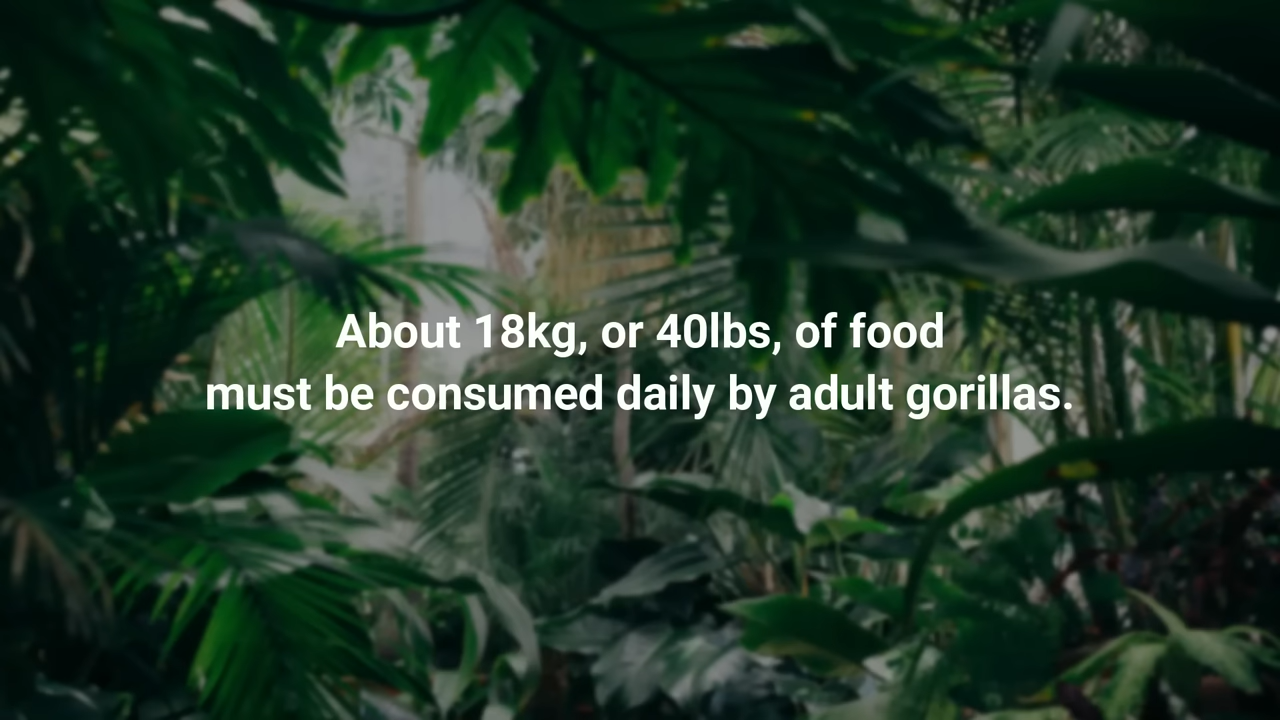 About 18kg, or 40lbs, of food
must be consumed daily by adult gorillas.